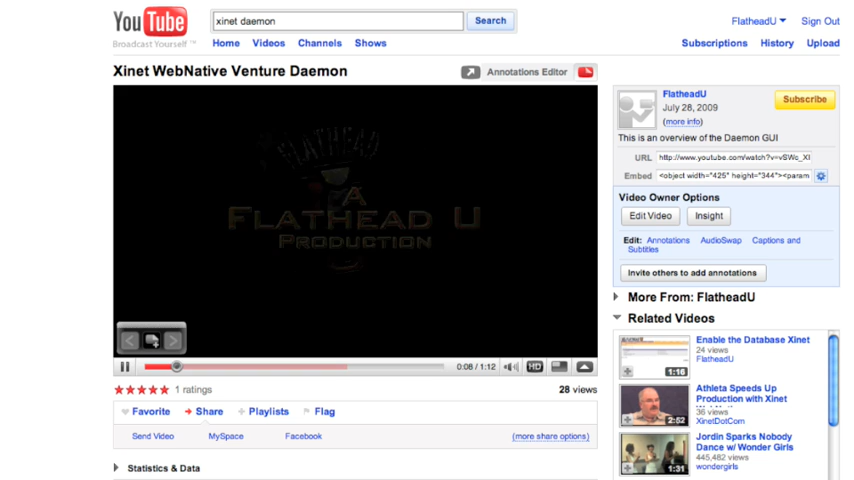 You Tube
Broadcast Yourself ™
xinet daemon
Search
FlatheadU
Sign Out
Home Videos Channels Shows
Subscriptions History Upload
Xinet WebNative Venture Daemon
Annotations Editor
FLATHEAD
A
FLATHEAD U
PRODUCTION
0:08 / 1:12
HD
1 ratings
28 views
Favorite Share Playlists Flag
Send Video MySpace Facebook (more share options)
Statistics & Data
FlatheadU
July 28, 2009
(more info)
Subscribe
This is an overview of the Daemon GUI
URL http://www.youtube.com/watch?v=vSWc_XI
Embed <object width="425" height="344"><param
Video Owner Options
Edit Video Insight
Edit: Annotations AudioSwap Captions and
Subtitles
Invite others to add annotations
More From: FlatheadU
Related Videos
Enable the Database Xinet
24 views
FlatheadU
1:16
Athleta Speeds Up
Production with Xinet
36 views
XinetDotCom
2:52
Jordin Sparks Nobody
Dance w/ Wonder Girls
445,482 views
wondergirls
1:31